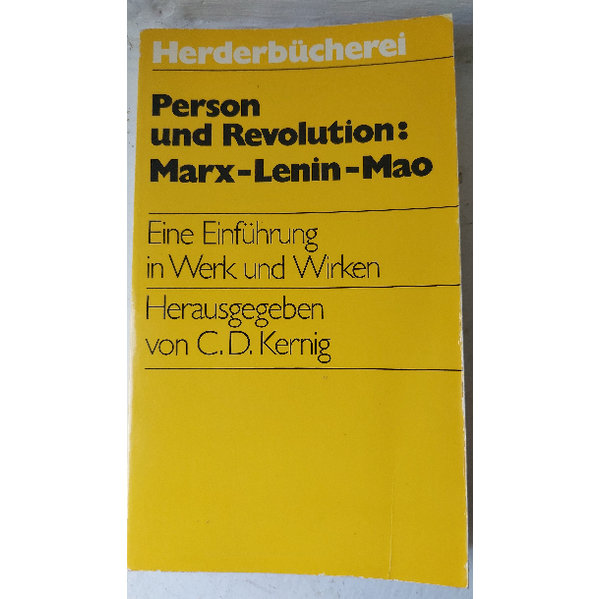 Herderbücherei
Person
und Revolution:
Marx-Lenin-Mao
Eine Einführung
in Werk und Wirken
Herausgegeben
von C.D. Kernig